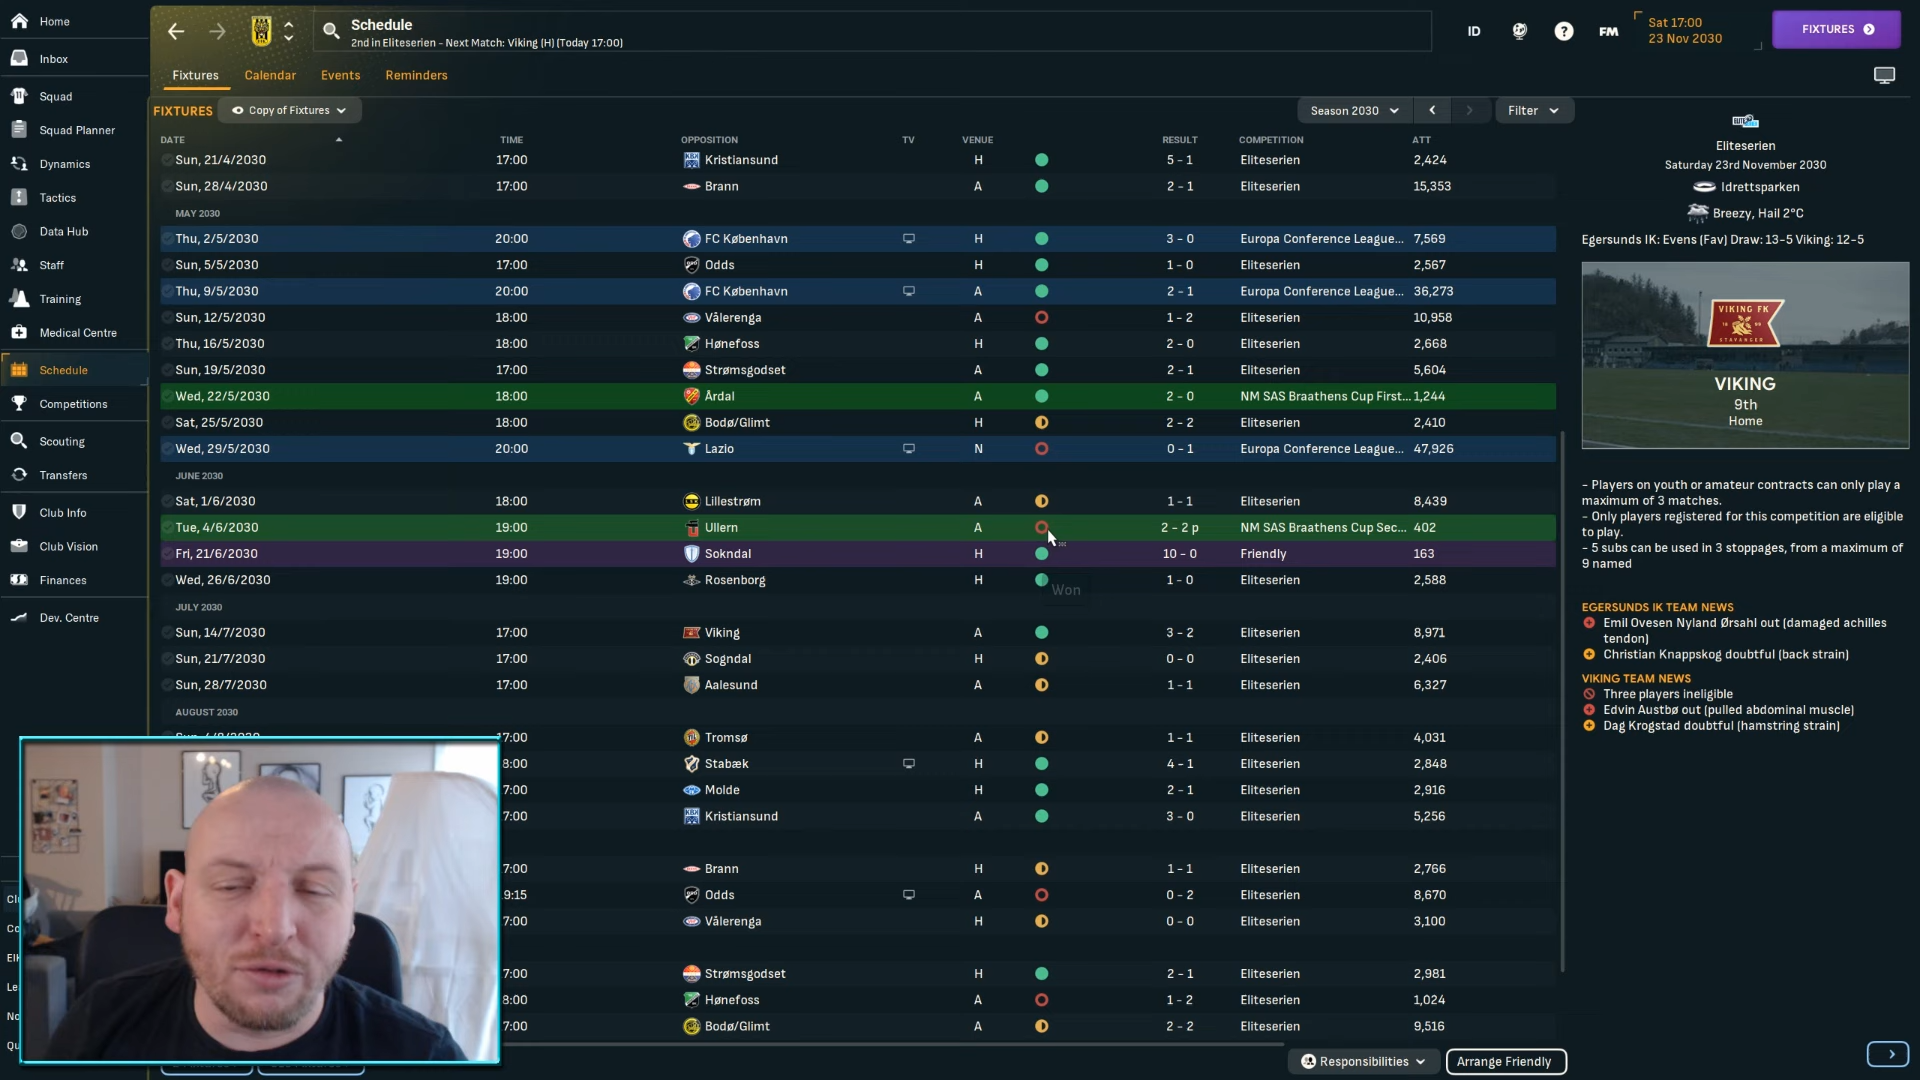 Home
Inbox
Squad
Squad Planner
Dynamics
Tactics
Data Hub
Staff
Training
Medical Centre
Schedule
Competitions
Scouting
Transfers
Club Info
Club Vision
Finances
Dev. Centre
Schedule
2nd in Eliteserien - Next Match: Viking (H) (Today 17:00)
ID
FM
Sat 17:00
23 Nov 2030
FIXTURES
Fixtures Calendar Events Reminders
FIXTURES Copy of Fixtures Season 2030 Filter
DATE TIME OPPOSITION TV VENUE RESULT COMPETITION ATT
Sun, 21/4/2030 17:00 Kristiansund H 5 - 1 Eliteserien 2,424
Sun, 28/4/2030 17:00 Brann A 2 - 1 Eliteserien 15,353
MAY 2030
Thu, 2/5/2030 20:00 FC København H 3 - 0 Europa Conference League... 7,569
Sun, 5/5/2030 17:00 Odds H 1 - 0 Eliteserien 2,567
Thu, 9/5/2030 20:00 FC København A 2 - 1 Europa Conference League... 36,273
Sun, 12/5/2030 18:00 Vålerenga A 1 - 2 Eliteserien 10,958
Thu, 16/5/2030 18:00 Hønefoss H 2 - 0 Eliteserien 2,668
Sun, 19/5/2030 17:00 Strømsgodset A 2 - 1 Eliteserien 5,604
Wed, 22/5/2030 18:00 Årdal A 2 - 0 NM SAS Braathens Cup First... 1,244
Sat, 25/5/2030 18:00 Bodø/Glimt H 2 - 2 Eliteserien 2,410
Wed, 29/5/2030 20:00 Lazio N 0 - 1 Europa Conference League... 47,926
JUNE 2030
Sat, 1/6/2030 18:00 Lillestrøm A 1 - 1 Eliteserien 8,439
Tue, 4/6/2030 19:00 Ullern A 2 - 2 p NM SAS Braathens Cup Sec... 402
Fri, 21/6/2030 19:00 Sokndal H 10 - 0 Friendly 163
Wed, 26/6/2030 19:00 Rosenborg H 1 - 0 Eliteserien 2,588
Won
JULY 2030
Sun, 14/7/2030 17:00 Viking A 3 - 2 Eliteserien 8,971
Sun, 21/7/2030 17:00 Sogndal H 0 - 0 Eliteserien 2,406
Sun, 28/7/2030 17:00 Aalesund A 1 - 1 Eliteserien 6,327
AUGUST 2030
17:00 Tromsø A 1 - 1 Eliteserien 4,031
8:00 Stabæk H 4 - 1 Eliteserien 2,848
7:00 Molde H 2 - 1 Eliteserien 2,916
7:00 Kristiansund A 3 - 0 Eliteserien 5,256
7:00 Brann H 1 - 1 Eliteserien 2,766
9:15 Odds A 0 - 2 Eliteserien 8,670
7:00 Vålerenga H 0 - 0 Eliteserien 3,100
7:00 Strømsgodset H 2 - 1 Eliteserien 2,981
8:00 Hønefoss A 1 - 2 Eliteserien 1,024
7:00 Bodø/Glimt A 2 - 2 Eliteserien 9,516
Responsibilities Arrange Friendly
Eliteserien
Saturday 23rd November 2030
Idrettsparken
Breezy, Hail 2°C
Egersunds IK: Evens (Fav) Draw: 13-5 Viking: 12-5
VIKING FK
STAVANGER
VIKING
9th
Home
- Players on youth or amateur contracts can only play a
maximum of 3 matches.
- Only players registered for this competition are eligible
to play.
- 5 subs can be used in 3 stoppages, from a maximum of
9 named
EGERSUNDS IK TEAM NEWS
Emil Ovesen Nyland Ørsahl out (damaged achilles
tendon)
Christian Knappskog doubtful (back strain)
VIKING TEAM NEWS
Three players ineligible
Edvin Austbø out (pulled abdominal muscle)
Dag Krogstad doubtful (hamstring strain)